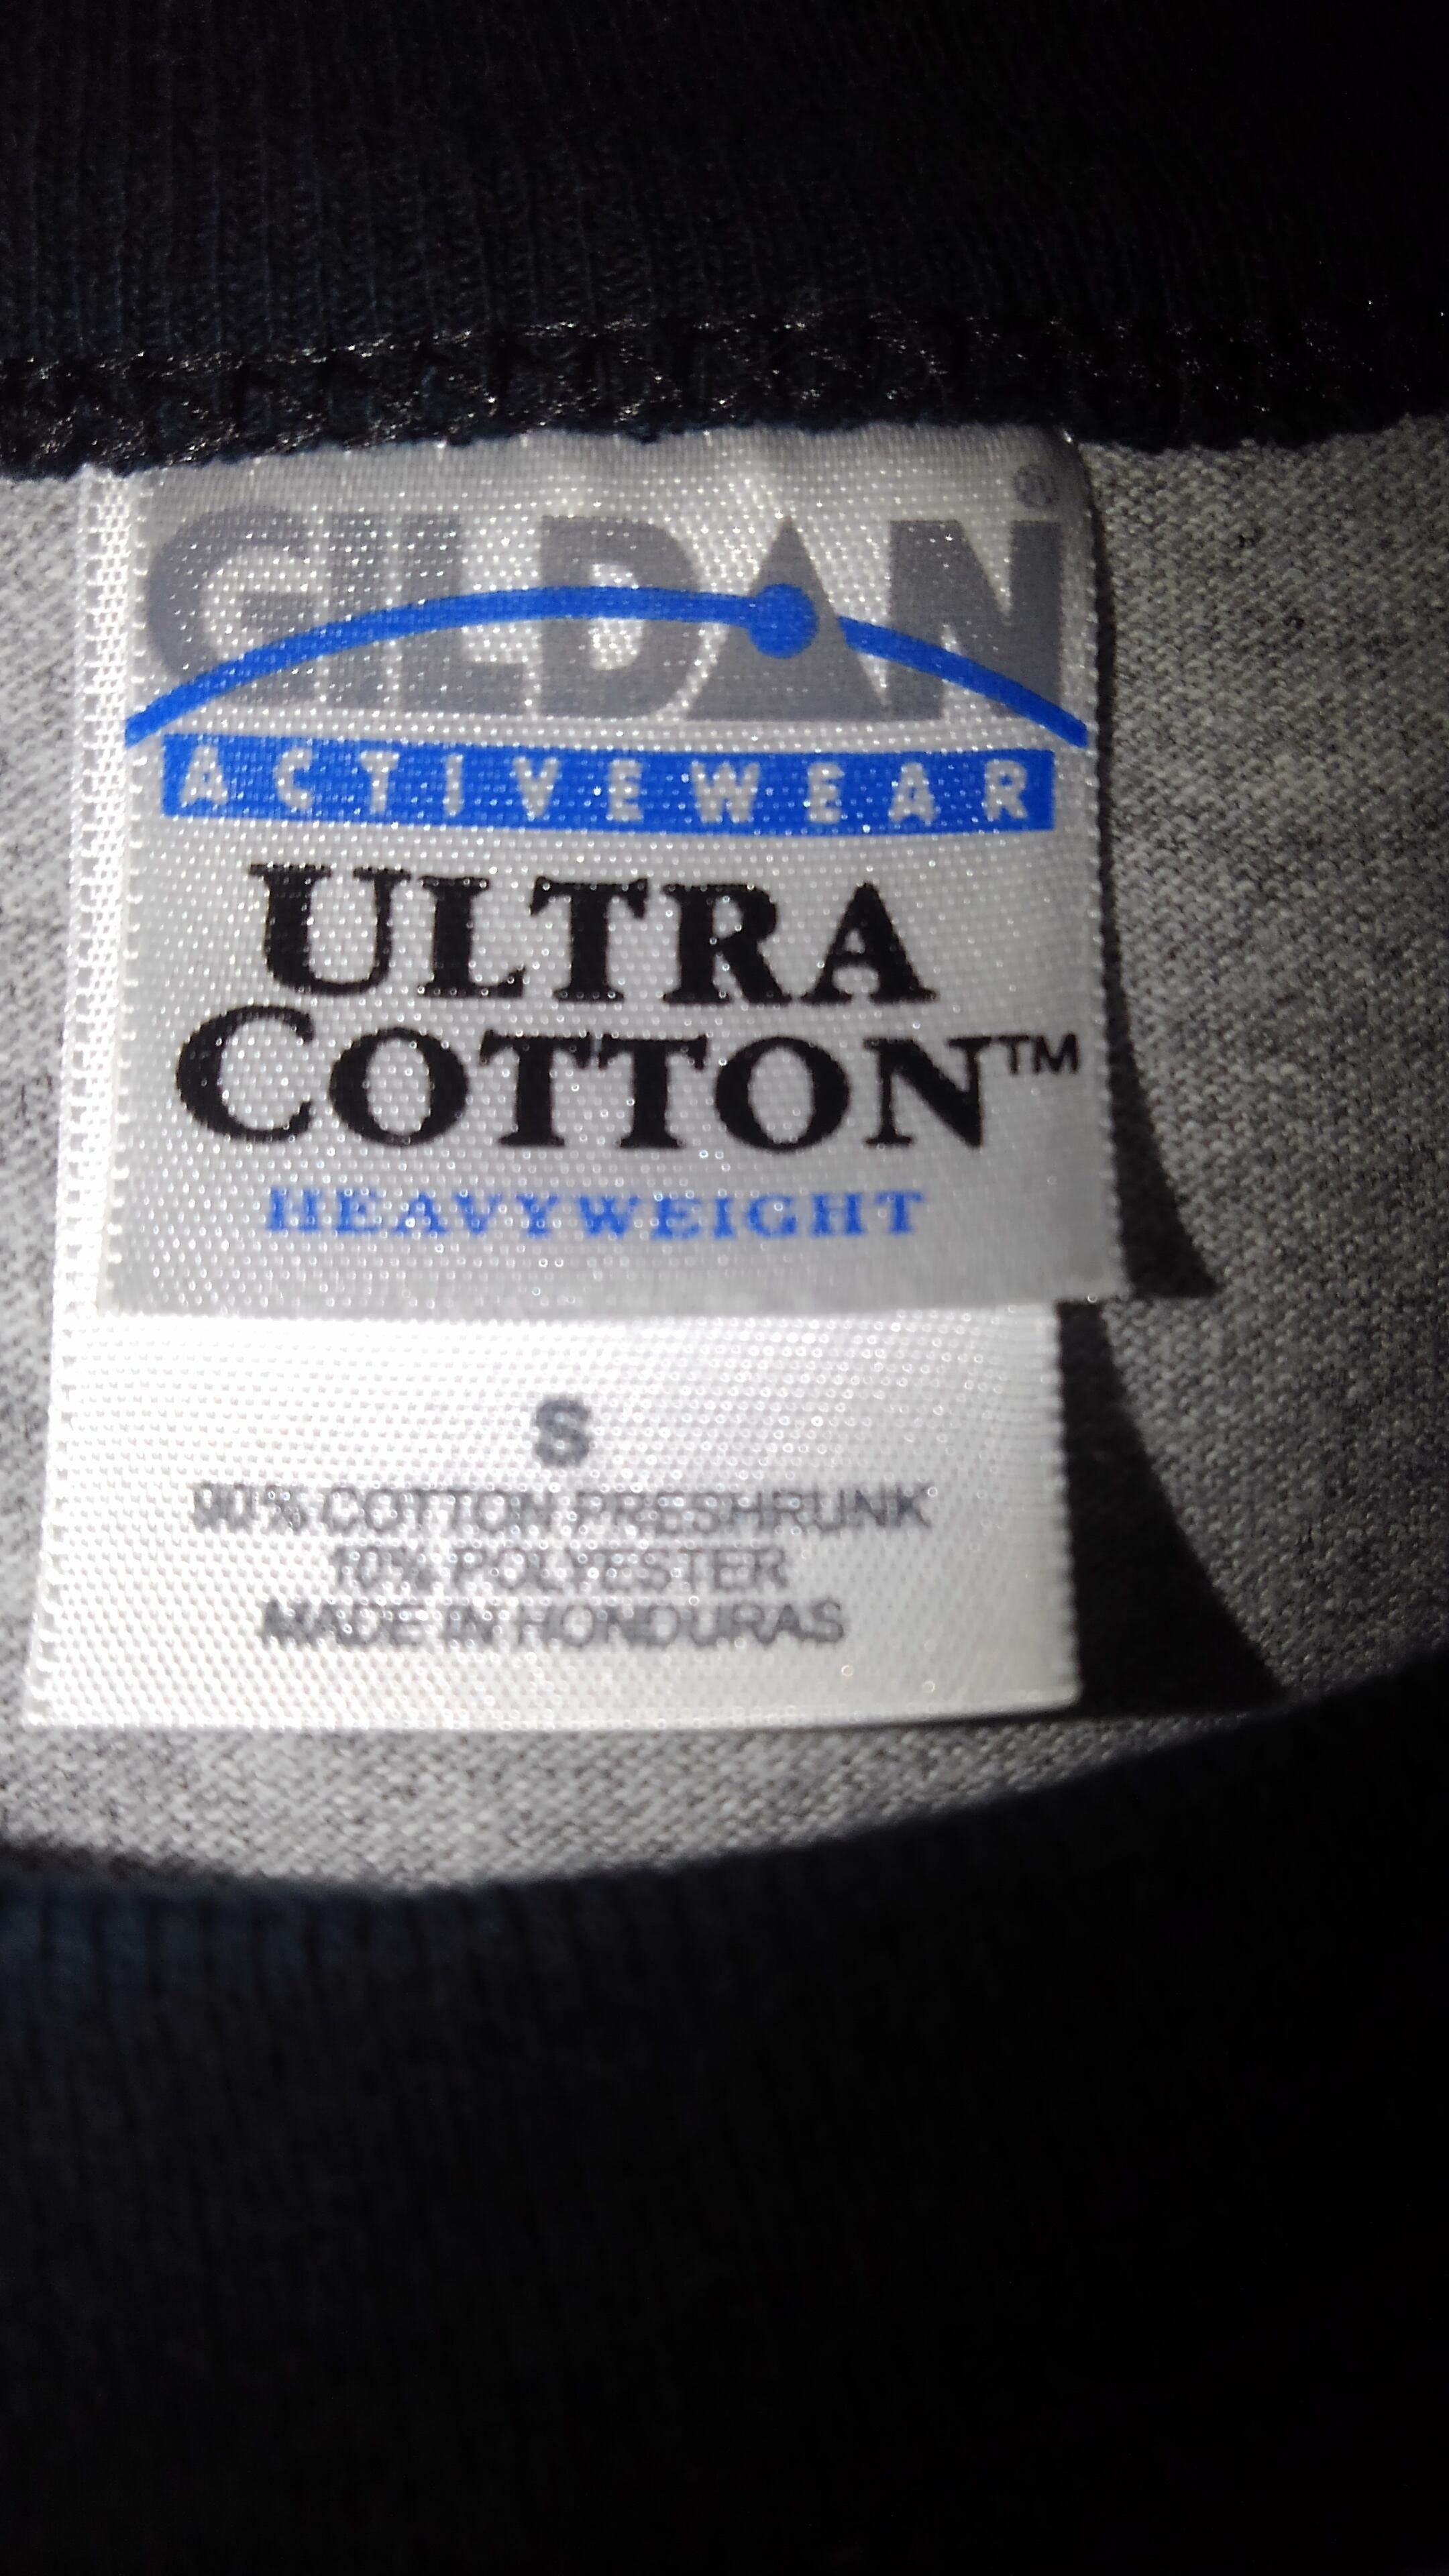 GILDAN®
ACTIVEWEAR
ULTRA
COTTON™
HEAVYWEIGHT
S
90% COTTON PRESHRUNK
10% POLYESTER
MADE IN HONDURAS